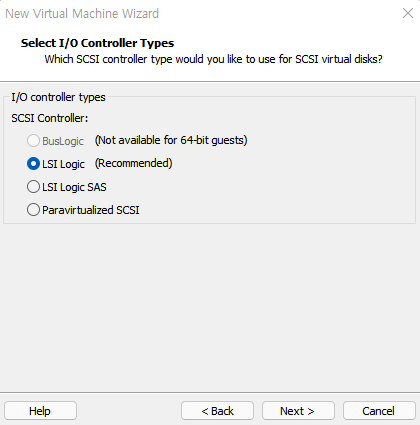 New Virtual Machine Wizard
Select I/O Controller Types
Which SCSI controller type would you like to use for SCSI virtual disks?
I/O controller types
SCSI Controller:
BusLogic (Not available for 64-bit guests)
LSI Logic (Recommended)
LSI Logic SAS
Paravirtualized SCSI
Help < Back Next > Cancel